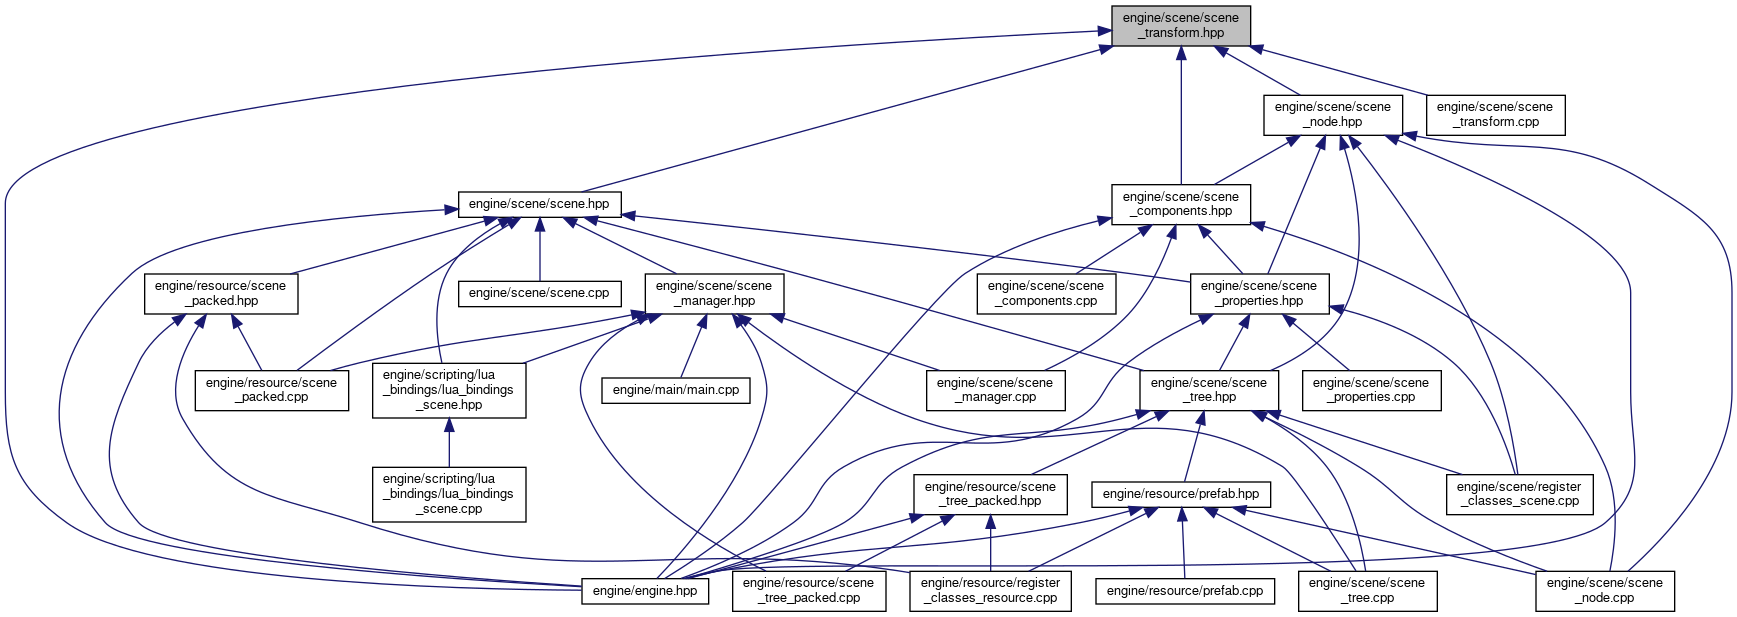 engine/scene/scene
_transform.hpp
engine/scene/scene
_node.hpp
engine/scene/scene
_transform.cpp
engine/scene/scene.hpp
engine/scene/scene
_components.hpp
engine/resource/scene
_packed.hpp
engine/scene/scene.cpp
engine/scene/scene
_manager.hpp
engine/scene/scene
_components.cpp
engine/scene/scene
_properties.hpp
engine/resource/scene
_packed.cpp
engine/scripting/lua
_bindings/lua_bindings
_scene.hpp
engine/main/main.cpp
engine/scene/scene
_manager.cpp
engine/scene/scene
_tree.hpp
engine/scene/scene
_properties.cpp
engine/scripting/lua
_bindings/lua_bindings
_scene.cpp
engine/resource/scene
_tree_packed.hpp
engine/resource/prefab.hpp
engine/scene/register
_classes_scene.cpp
engine/engine.hpp
engine/resource/scene
_tree_packed.cpp
engine/resource/register
_classes_resource.cpp
engine/resource/prefab.cpp
engine/scene/scene
_tree.cpp
engine/scene/scene
_node.cpp